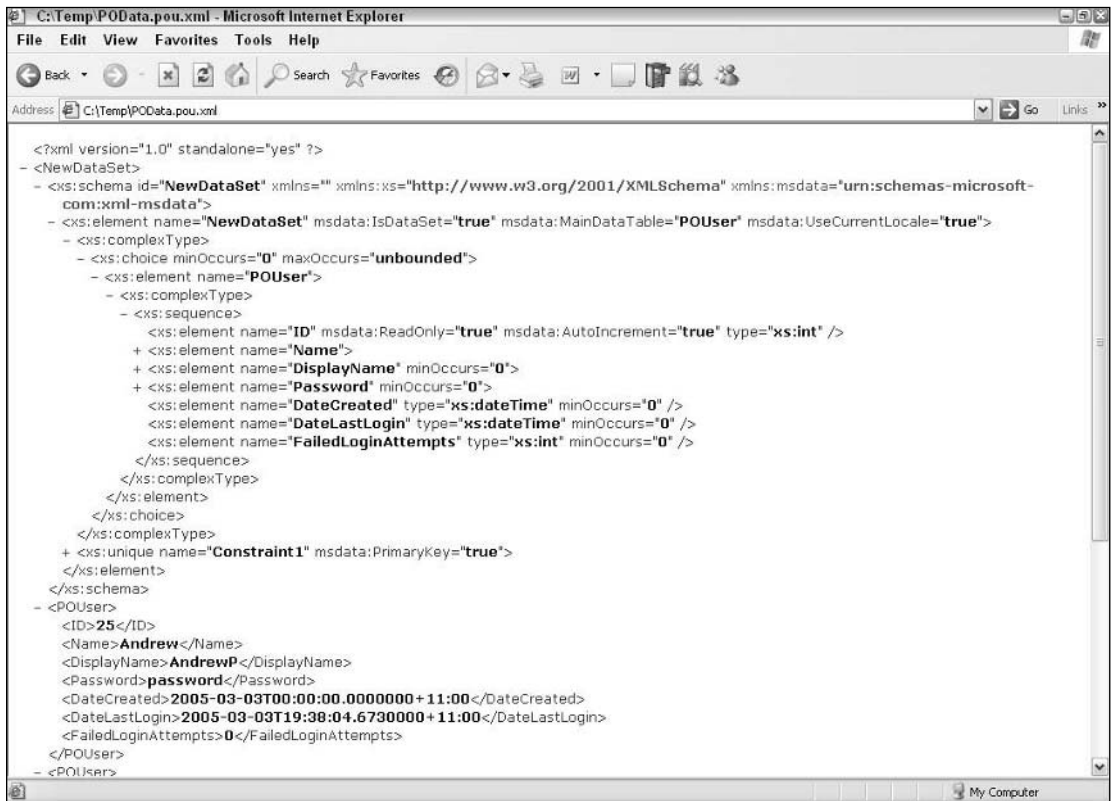 C:\Temp\POData.pou.xml - Microsoft Internet Explorer
File Edit View Favorites Tools Help
Back Search Favorites
Address C:\Temp\POData.pou.xml Go Links »
<?xml version="1.0" standalone="yes" ?>
- <NewDataSet>
- <xs:schema id="NewDataSet" xmlns="" xmlns:xs="http://www.w3.org/2001/XMLSchema" xmlns:msdata="urn:schemas-microsoft-
com:xml-msdata">
- <xs:element name="NewDataSet" msdata:IsDataSet="true" msdata:MainDataTable="POUser" msdata:UseCurrentLocale="true">
- <xs:complexType>
- <xs:choice minOccurs="0" maxOccurs="unbounded">
- <xs:element name="POUser">
- <xs:complexType>
- <xs:sequence>
<xs:element name="ID" msdata:ReadOnly="true" msdata:AutoIncrement="true" type="xs:int" />
+ <xs:element name="Name">
+ <xs:element name="DisplayName" minOccurs="0">
+ <xs:element name="Password" minOccurs="0">
<xs:element name="DateCreated" type="xs:dateTime" minOccurs="0" />
<xs:element name="DateLastLogin" type="xs:dateTime" minOccurs="0" />
<xs:element name="FailedLoginAttempts" type="xs:int" minOccurs="0" />
</xs:sequence>
</xs:complexType>
</xs:element>
</xs:choice>
</xs:complexType>
+ <xs:unique name="Constraint1" msdata:PrimaryKey="true">
</xs:element>
</xs:schema>
- <POUser>
<ID>25</ID>
<Name>Andrew</Name>
<DisplayName>AndrewP</DisplayName>
<Password>password</Password>
<DateCreated>2005-03-03T00:00:00.0000000+11:00</DateCreated>
<DateLastLogin>2005-03-03T19:38:04.6730000+11:00</DateLastLogin>
<FailedLoginAttempts>0</FailedLoginAttempts>
</POUser>
- <POUser>
My Computer